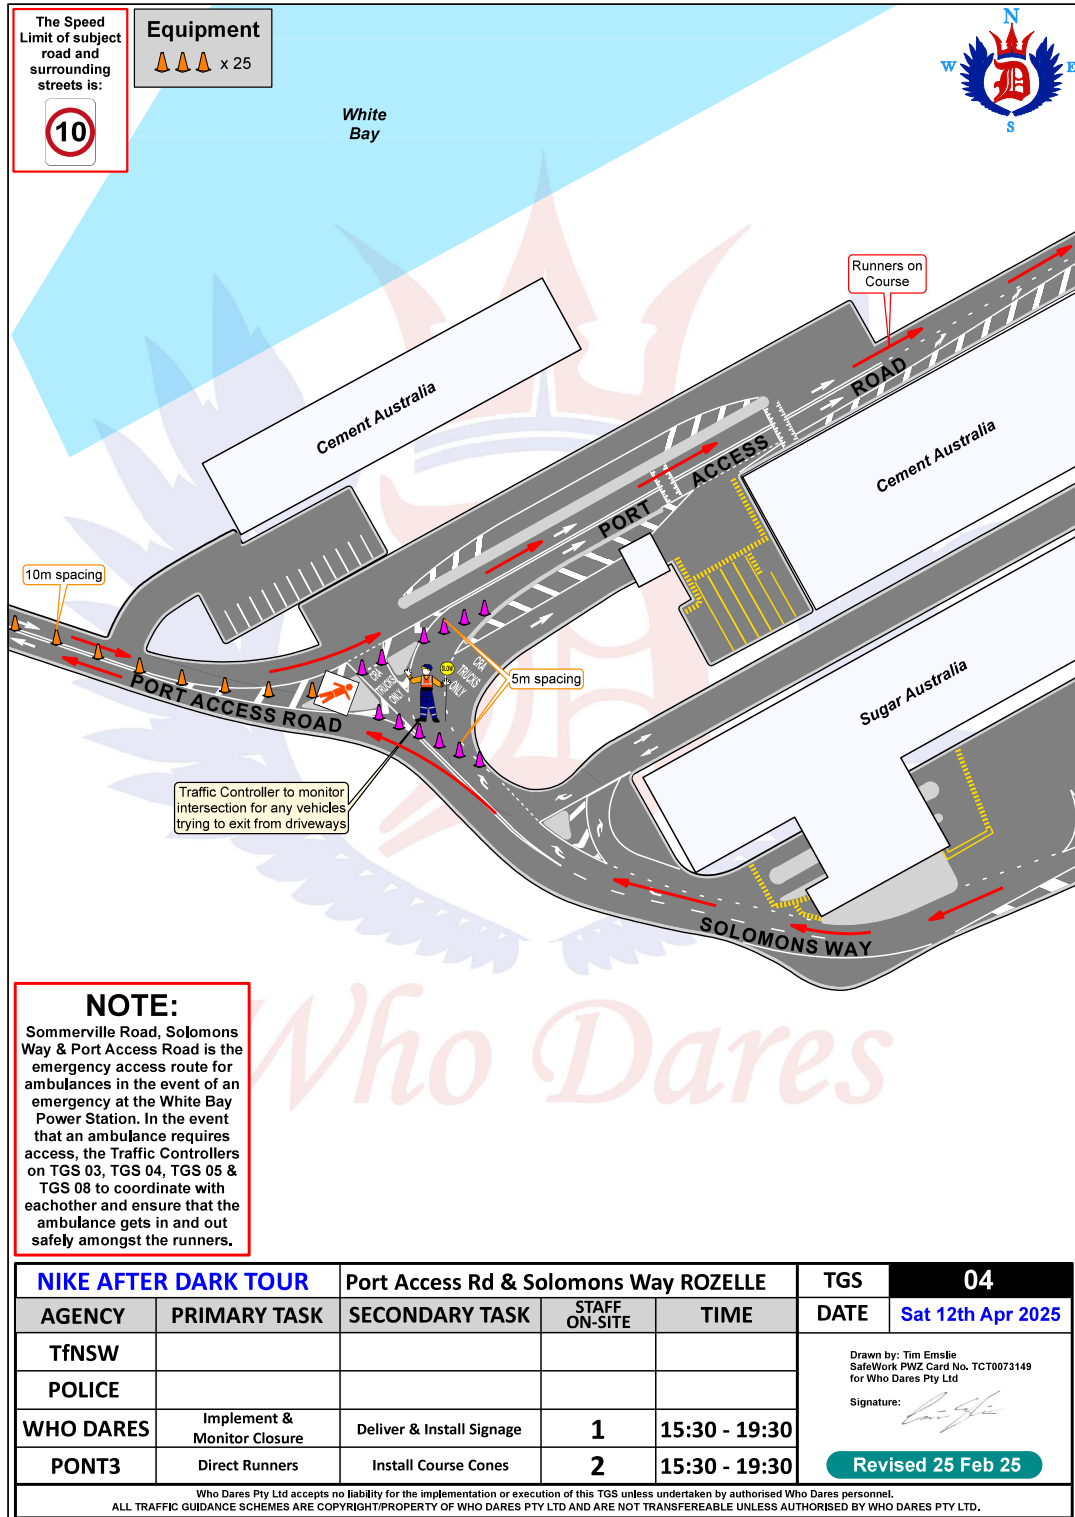 The Speed
Limit of subject
road and
surrounding
streets is:
10
Equipment
x 25
N
W
E
S
D
White
Bay
Runners on
Course
Cement Australia
ROAD
ACCESS
PORT
Cement Australia
10m spacing
CRA
TRUCKS
ONLY
SLOW
CRA
TRUCKS
ONLY
5m spacing
PORT ACCESS ROAD
Sugar Australia
Traffic Controller to monitor
intersection for any vehicles
trying to exit from driveways
SOLOMONS WAY
Who Dares
NOTE:
Sommerville Road, Solomons
Way & Port Access Road is the
emergency access route for
ambulances in the event of an
emergency at the White Bay
Power Station. In the event
that an ambulance requires
access, the Traffic Controllers
on TGS 03, TGS 04, TGS 05 &
TGS 08 to coordinate with
eachother and ensure that the
ambulance gets in and out
safely amongst the runners.
NIKE AFTER DARK TOUR
Port Access Rd & Solomons Way ROZELLE
TGS
04
AGENCY
PRIMARY TASK
SECONDARY TASK
STAFF
ON-SITE
TIME
DATE
Sat 12th Apr 2025
TfNSW
POLICE
WHO DARES
Implement &
Monitor Closure
Deliver & Install Signage
1
15:30 - 19:30
PONT3
Direct Runners
Install Course Cones
2
15:30 - 19:30
Drawn by: Tim Emslie
SafeWork PWZ Card No. TCT0073149
for Who Dares Pty Ltd
Signature:
Revised 25 Feb 25
Who Dares Pty Ltd accepts no liability for the implementation or execution of this TGS unless undertaken by authorised Who Dares personnel.
ALL TRAFFIC GUIDANCE SCHEMES ARE COPYRIGHT/PROPERTY OF WHO DARES PTY LTD AND ARE NOT TRANSFEREABLE UNLESS AUTHORISED BY WHO DARES PTY LTD.